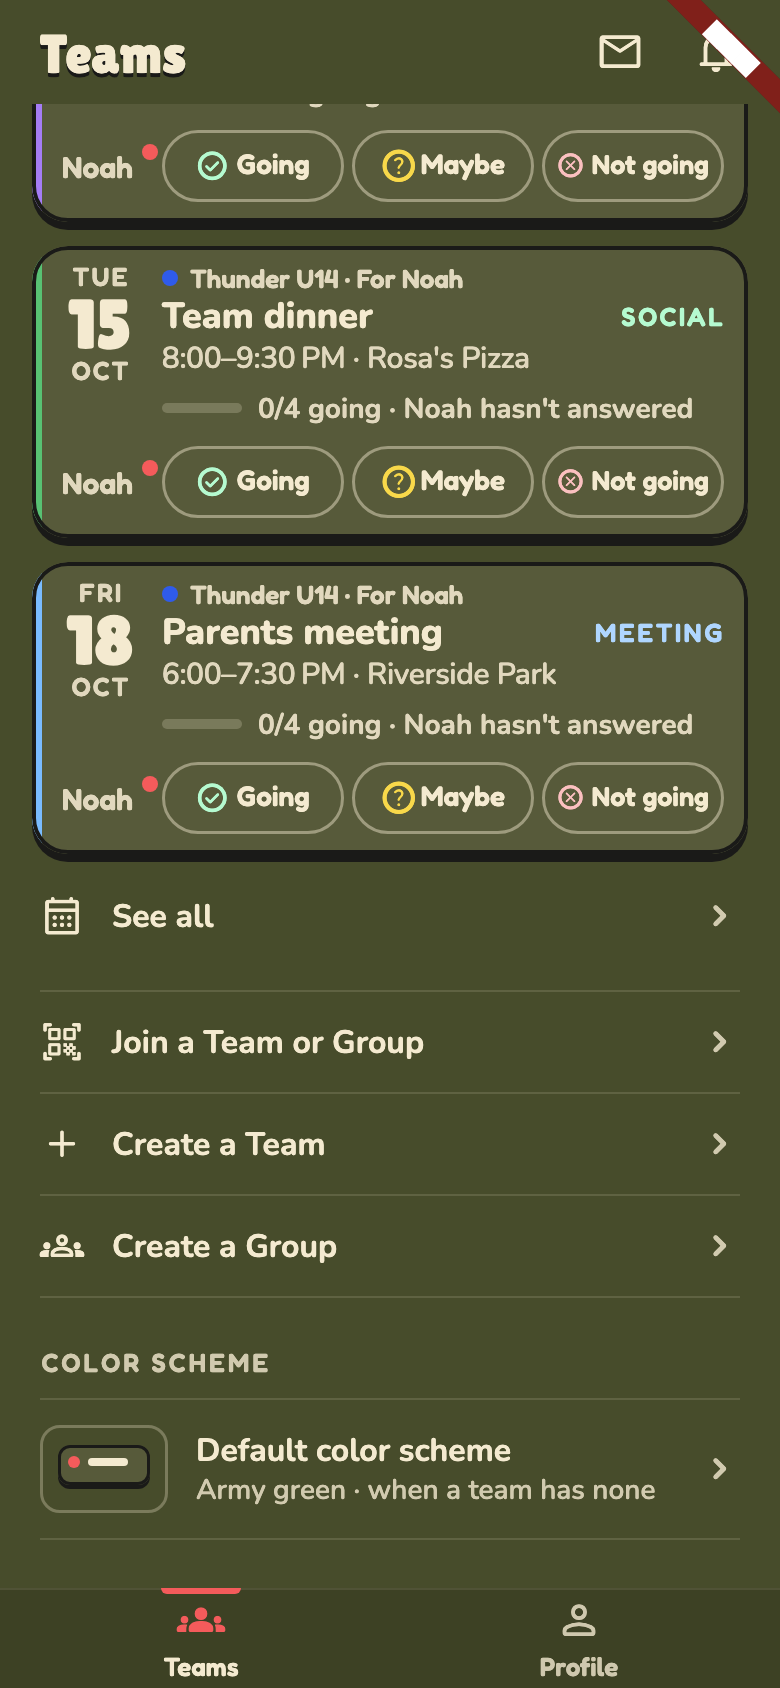 Teams
Noah
Going
Maybe
Not going
TUE
15
OCT
Thunder U14 · For Noah
Team dinner
SOCIAL
8:00–9:30 PM · Rosa's Pizza
0/4 going · Noah hasn't answered
Noah
Going
Maybe
Not going
FRI
18
OCT
Thunder U14 · For Noah
Parents meeting
MEETING
6:00–7:30 PM · Riverside Park
0/4 going · Noah hasn't answered
Noah
Going
Maybe
Not going
See all
Join a Team or Group
Create a Team
Create a Group
COLOR SCHEME
Default color scheme
Army green · when a team has none
Teams
Profile